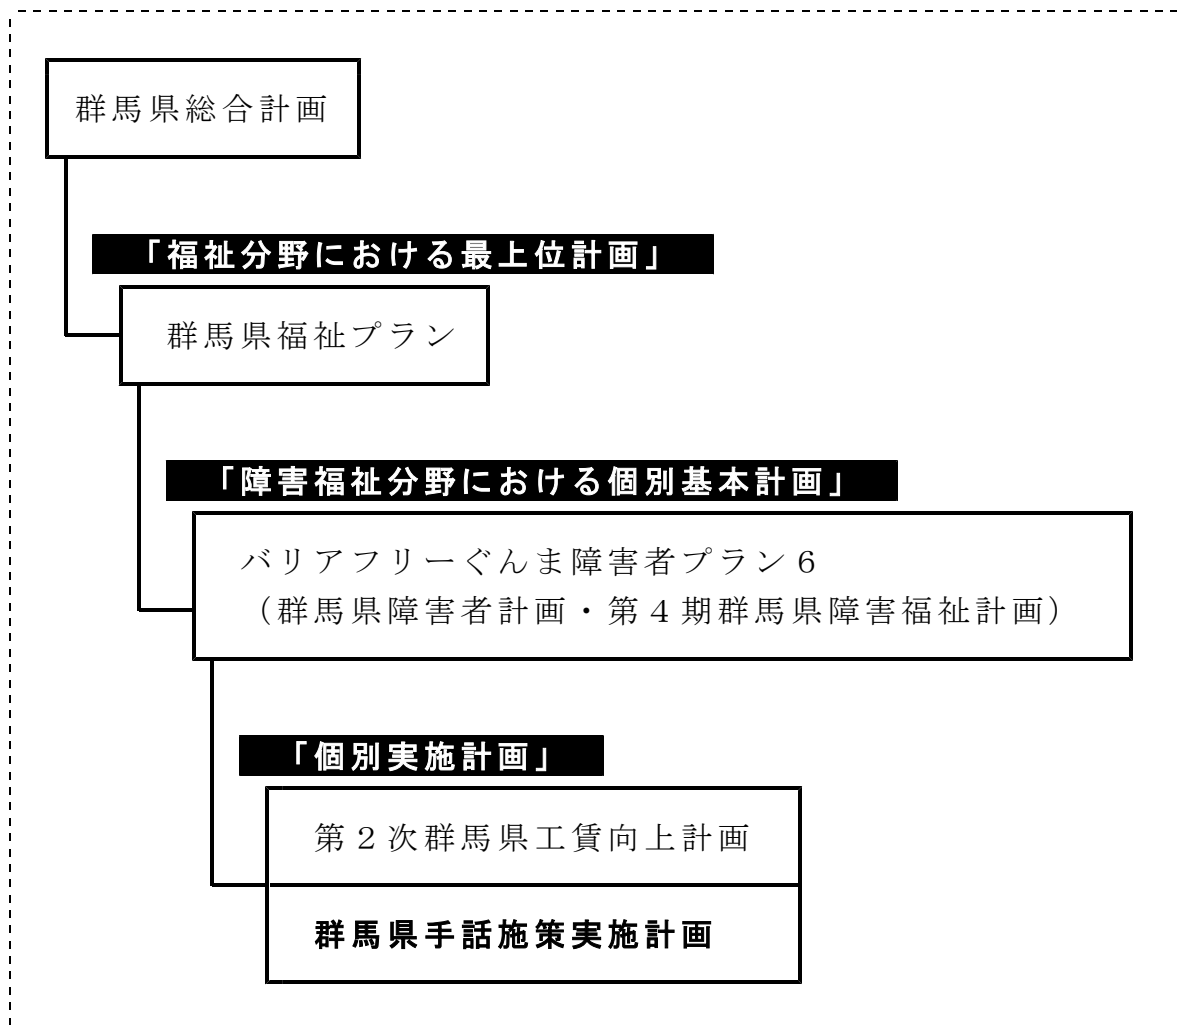 群馬県総合計画
「福祉分野における最上位計画」
群馬県福祉プラン
「障害福祉分野における個別基本計画」
バリアフリーぐんま障害者プラン６
（群馬県障害者計画・第４期群馬県障害福祉計画）
「個別実施計画」
第２次群馬県工賃向上計画
群馬県手話施策実施計画